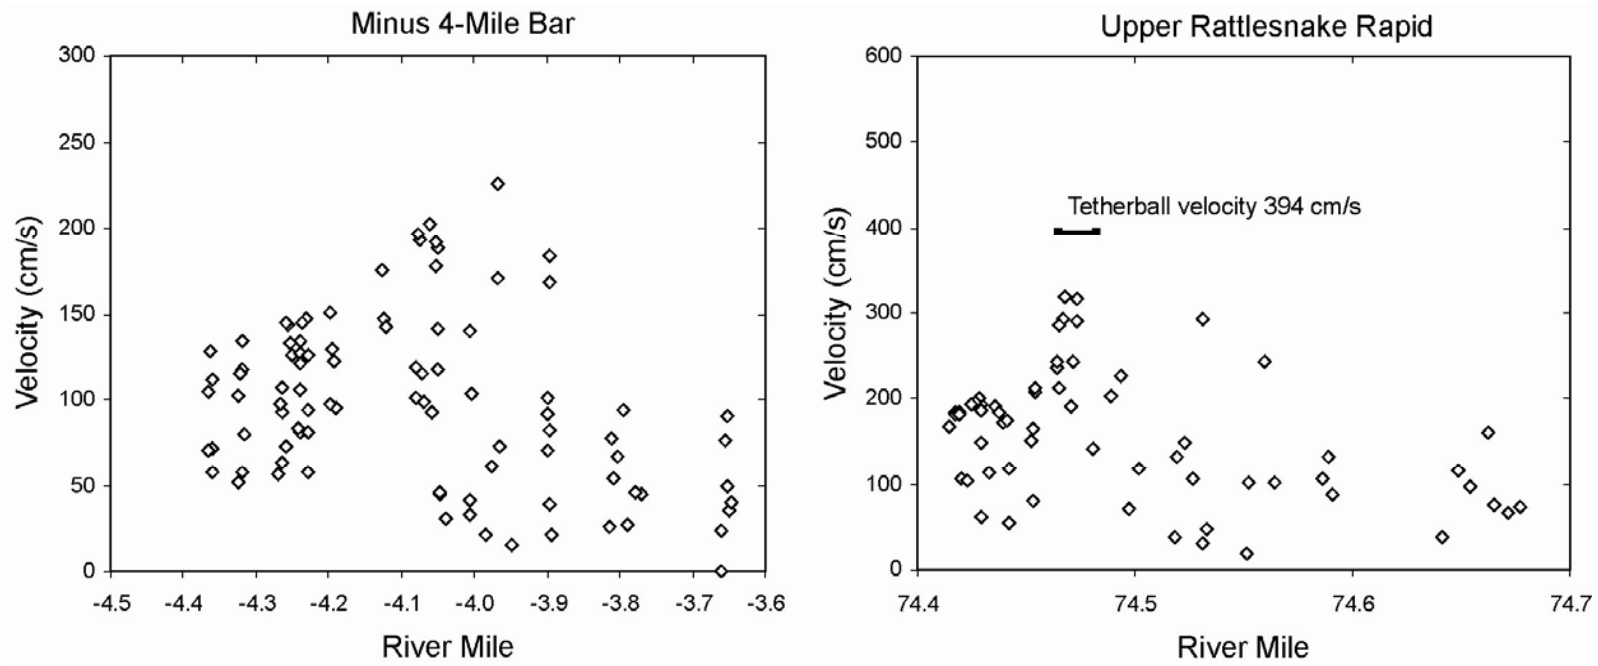 Minus 4-Mile Bar
300
250
200
150
100
50
0
Velocity (cm/s)
-4.5 -4.4 -4.3 -4.2 -4.1 -4.0 -3.9 -3.8 -3.7 -3.6
River Mile
Upper Rattlesnake Rapid
600
500
400
300
200
100
0
Velocity (cm/s)
Tetherball velocity 394 cm/s
74.4 74.5 74.6 74.7
River Mile